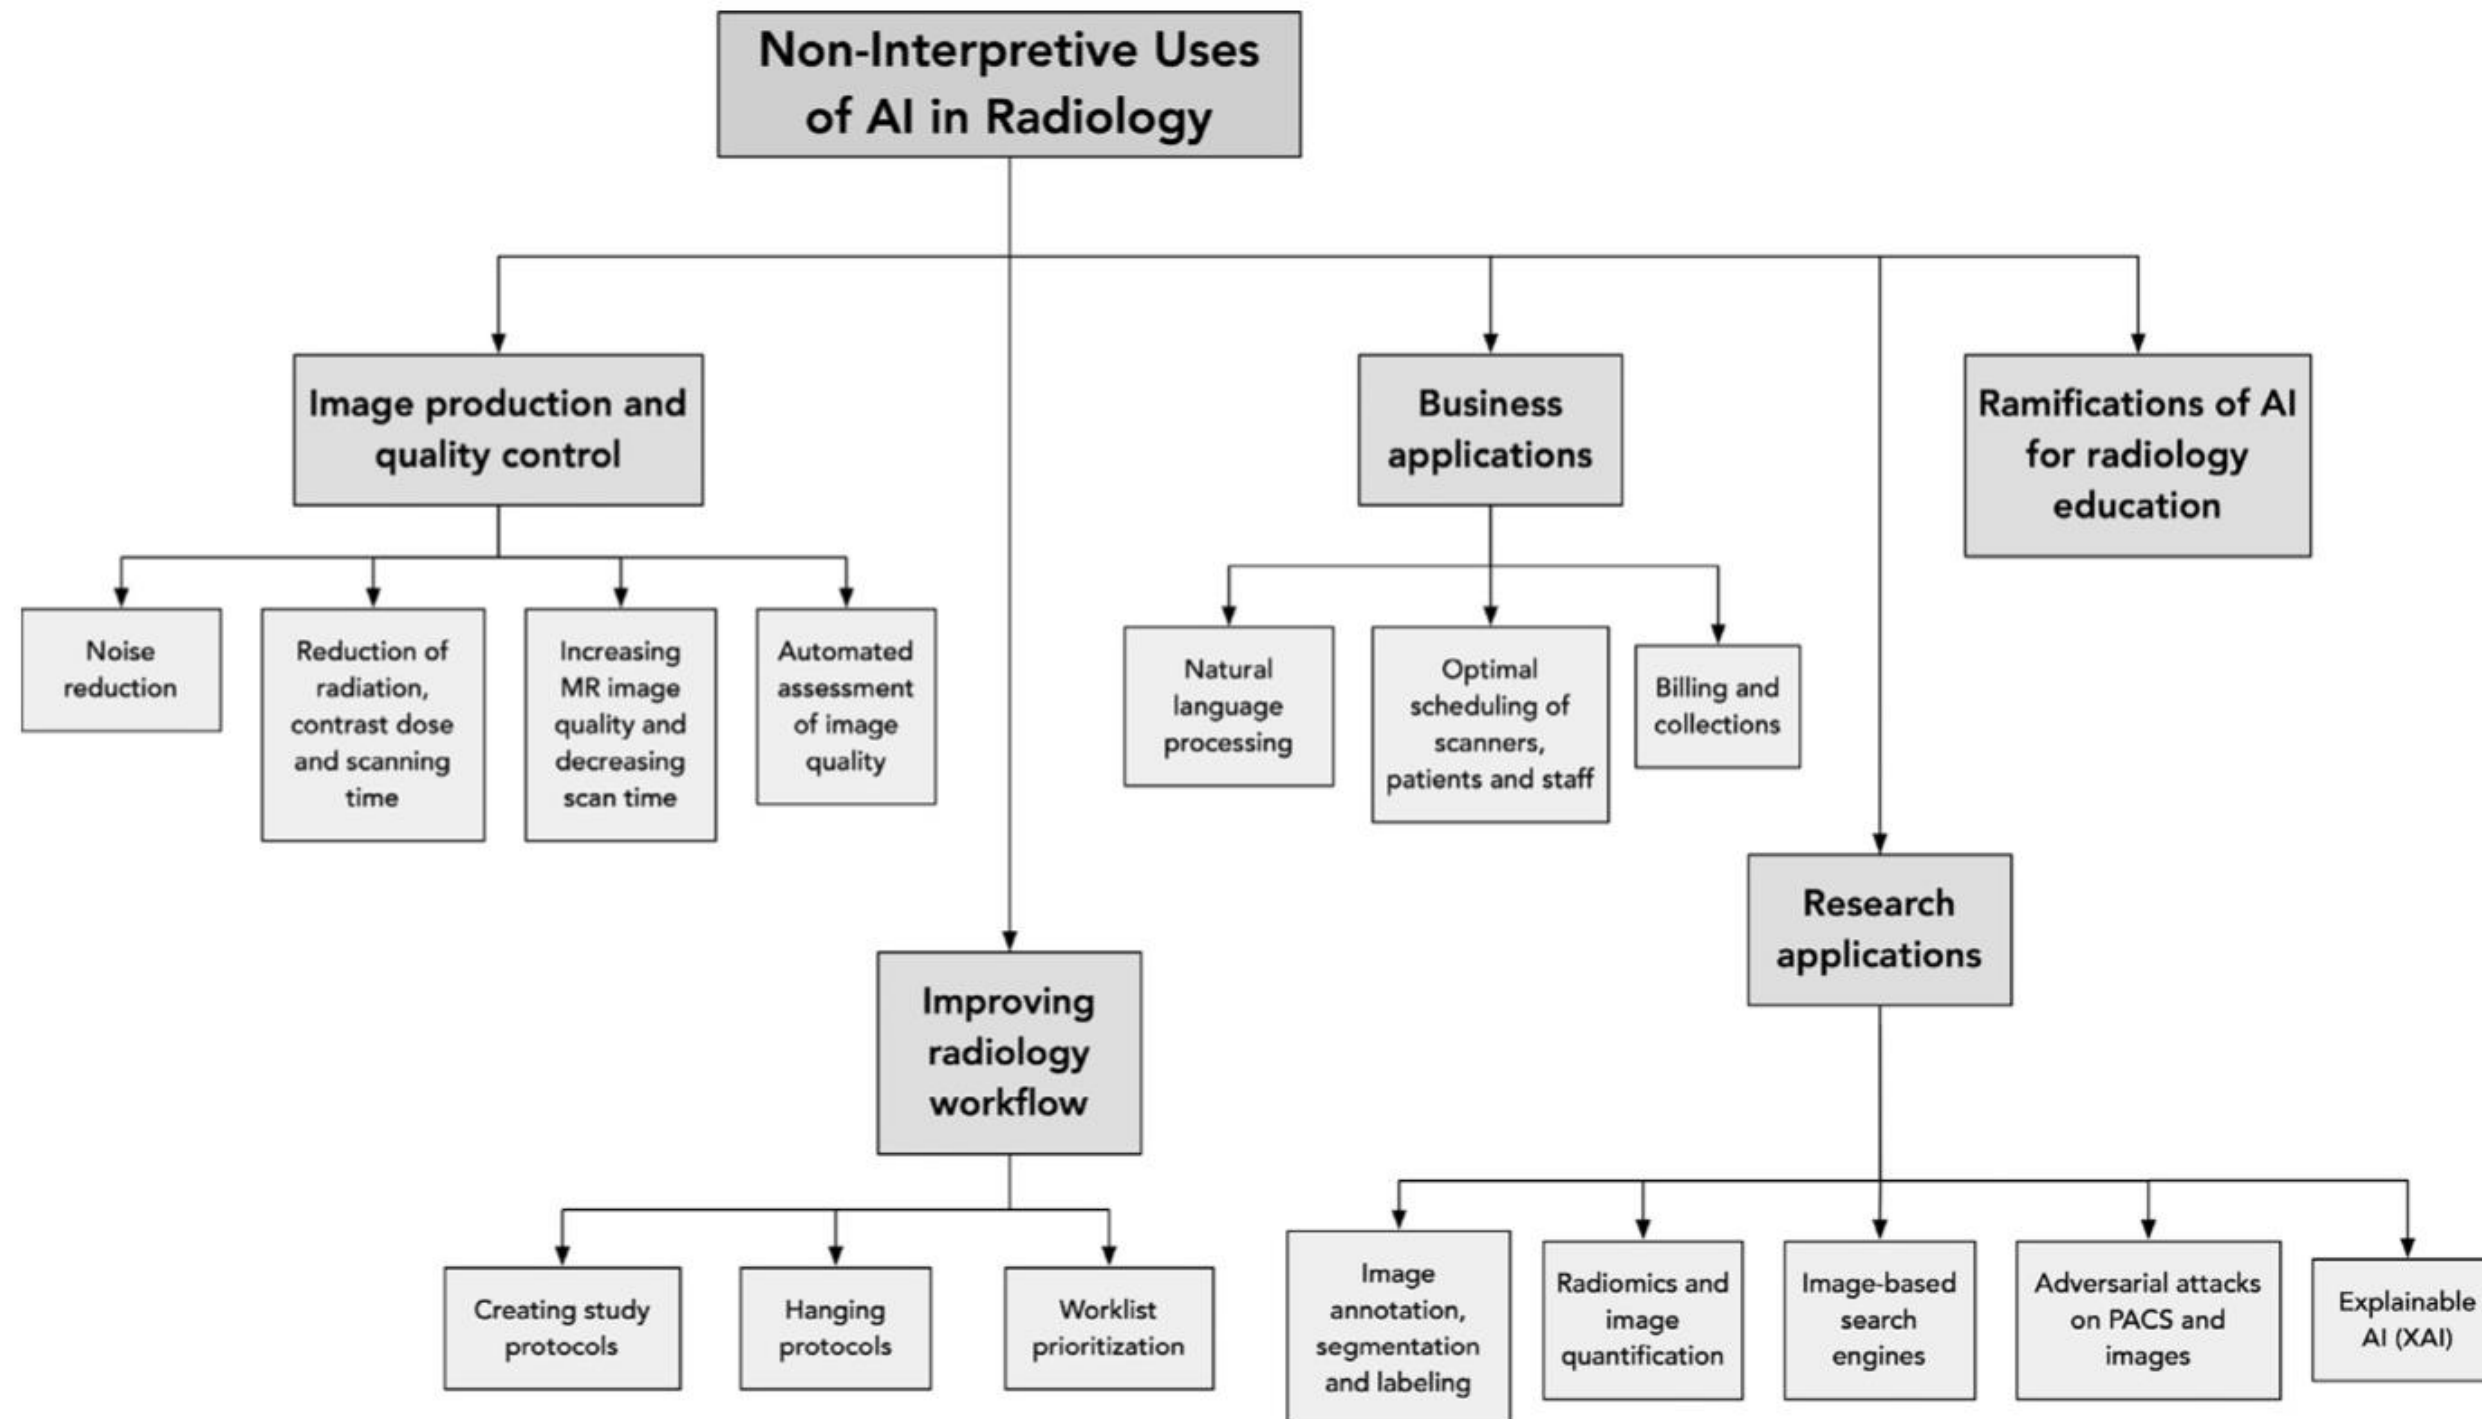 Non-Interpretive Uses
of AI in Radiology
Image production and
quality control
Business
applications
Ramifications of AI
for radiology
education
Noise
reduction
Reduction of
radiation,
contrast dose
and scanning
time
Increasing
MR image
quality and
decreasing
scan time
Automated
assessment
of image
quality
Natural
language
processing
Optimal
scheduling of
scanners,
patients and staff
Billing and
collections
Research
applications
Improving
radiology
workflow
Creating study
protocols
Hanging
protocols
Worklist
prioritization
Image
annotation,
segmentation
and labeling
Radiomics and
image
quantification
Image-based
search
engines
Adversarial attacks
on PACS and
images
Explainable
AI (XAI)